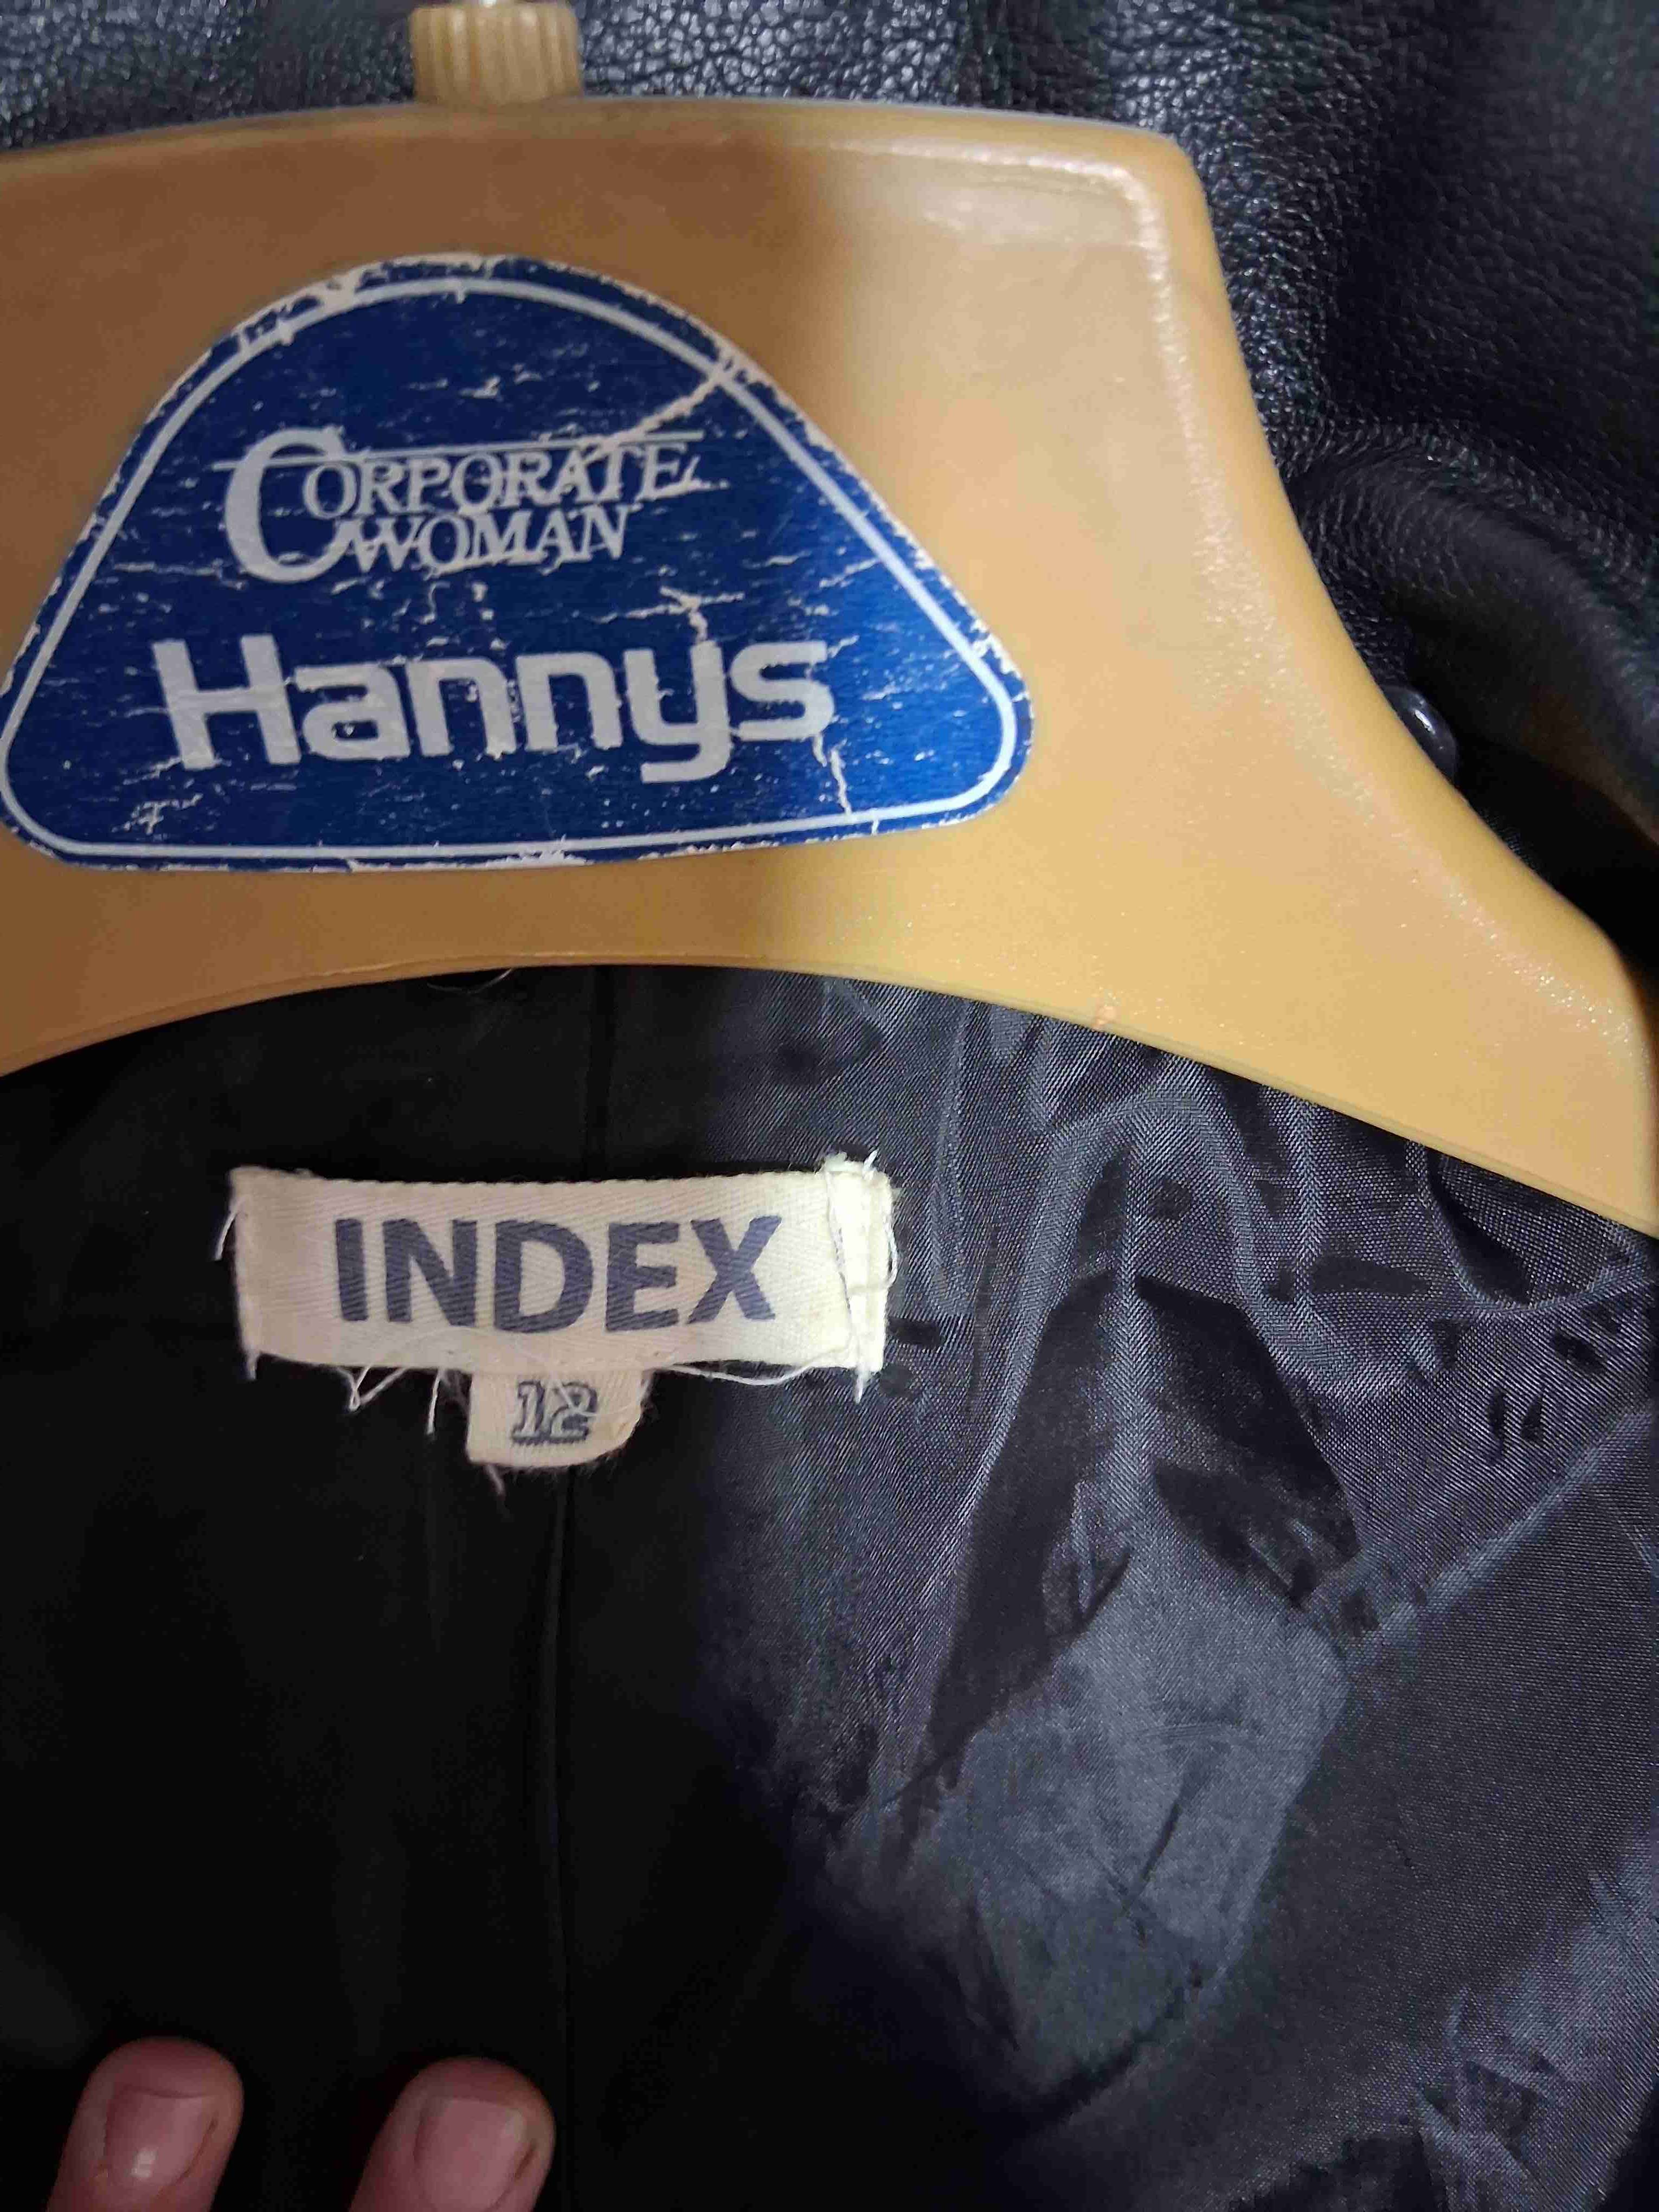 CORPORATE
WOMAN
Hannys
INDEX
12